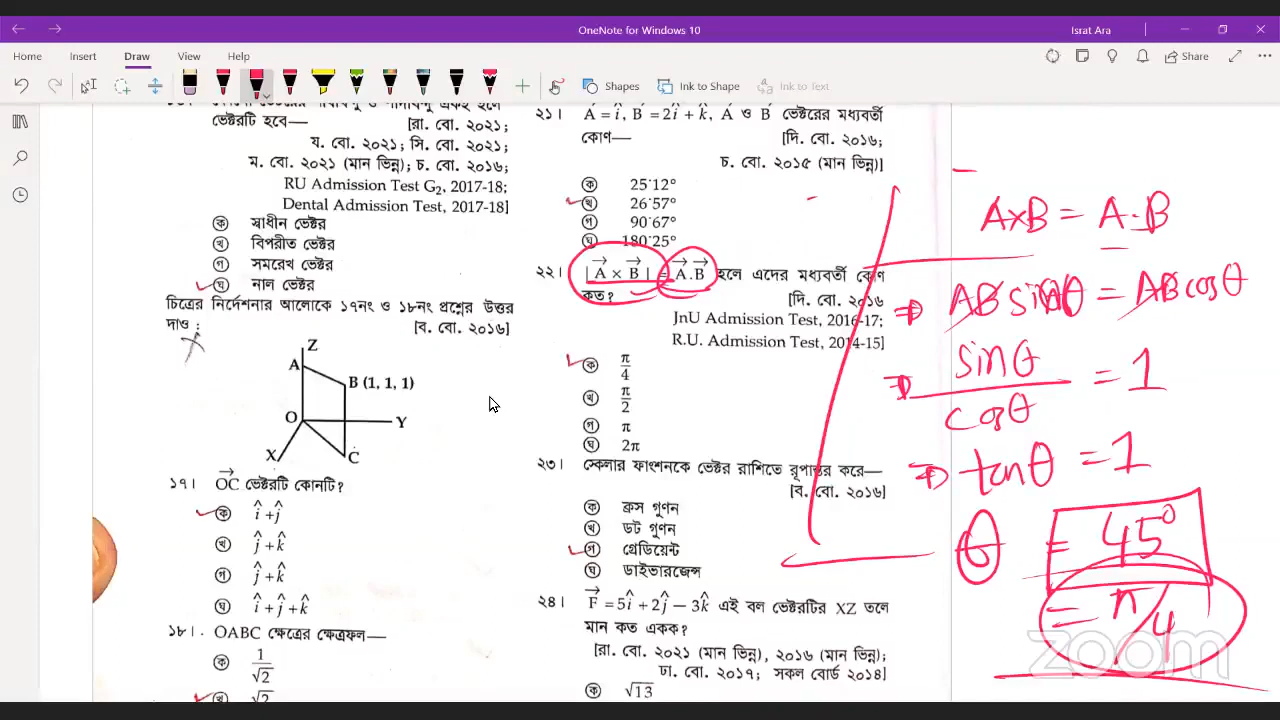 OneNote for Windows 10
Israt Ara
Home Insert Draw View Help
Share
Shapes
Ink to Shape
Ink to Text
ভেক্টরটি হবে— [রা. বো. ২০২১;
য. বো. ২০২১; সি. বো. ২০২১;
ম. বো. ২০২১ (মান ভিন্ন); চ. বো. ২০১৬;
RU Admission Test G₂, 2017-18;
Dental Admission Test, 2017-18]
ক স্বাধীন ভেক্টর
খ বিপরীত ভেক্টর
গ সমরেখ ভেক্টর
ঘ নাল ভেক্টর
চিত্রের নির্দেশনার আলোকে ১৭নং ও ১৮নং প্রশ্নের উত্তর
দাও : [ব. বো. ২০১৬]
Z
A
B (1, 1, 1)
O
Y
X
C
১৭। OC⃗ ভেক্টরটি কোনটি?
ক î + ĵ
খ ĵ + k̂
গ ĵ + k̂
ঘ î + ĵ + k̂
১৮। OABC ক্ষেত্রের ক্ষেত্রফল—
ক 1/√2
খ √2
২১। A⃗ = î, B⃗ = 2î + k̂, A⃗ ও B⃗ ভেক্টরের মধ্যবর্তী
কোণ— [দি. বো. ২০১৬;
চ. বো. ২০১৫ (মান ভিন্ন)]
ক 25·12°
খ 26·57°
গ 90·67°
ঘ 180·25°
২২। |A⃗ × B⃗| = A⃗.B⃗ হলে এদের মধ্যবর্তী কোণ
কত? [দি. বো. ২০১৬
JnU Admission Test, 2016-17;
R.U. Admission Test, 2014-15]
ক π/4
খ π/2
গ π
ঘ 2π
২৩। স্কেলার ফাংশনকে ভেক্টর রাশিতে রূপান্তর করে—
[ব. বো. ২০১৬]
ক ক্রস গুণন
খ ডট গুণন
গ গ্রেডিয়েন্ট
ঘ ডাইভারজেন্স
২৪। F⃗ = 5î + 2ĵ − 3k̂ এই বল ভেক্টরটির XZ তলে
মান কত একক?
[রা. বো. ২০২১ (মান ভিন্ন), ২০১৬ (মান ভিন্ন);
ঢা. বো. ২০১৭; সকল বোর্ড ২০১৪]
ক √13
A×B = A·B
⇒ AB sinθ = AB cosθ
⇒ sinθ/cosθ = 1
⇒ tanθ = 1
θ = 45°
= π/4
zoom